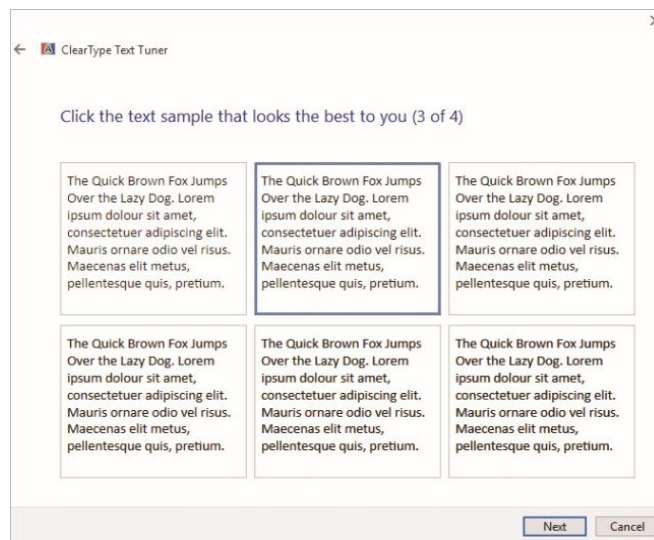 ClearType Text Tuner
Click the text sample that looks the best to you (3 of 4)
The Quick Brown Fox Jumps
Over the Lazy Dog. Lorem
ipsum dolour sit amet,
consectetuer adipiscing elit.
Mauris ornare odio vel risus.
Maecenas elit metus,
pellentesque quis, pretium.
The Quick Brown Fox Jumps
Over the Lazy Dog. Lorem
ipsum dolour sit amet,
consectetuer adipiscing elit.
Mauris ornare odio vel risus.
Maecenas elit metus,
pellentesque quis, pretium.
The Quick Brown Fox Jumps
Over the Lazy Dog. Lorem
ipsum dolour sit amet,
consectetuer adipiscing elit.
Mauris ornare odio vel risus.
Maecenas elit metus,
pellentesque quis, pretium.
The Quick Brown Fox Jumps
Over the Lazy Dog. Lorem
ipsum dolour sit amet,
consectetuer adipiscing elit.
Mauris ornare odio vel risus.
Maecenas elit metus,
pellentesque quis, pretium.
The Quick Brown Fox Jumps
Over the Lazy Dog. Lorem
ipsum dolour sit amet,
consectetuer adipiscing elit.
Mauris ornare odio vel risus.
Maecenas elit metus,
pellentesque quis, pretium.
The Quick Brown Fox Jumps
Over the Lazy Dog. Lorem
ipsum dolour sit amet,
consectetuer adipiscing elit.
Mauris ornare odio vel risus.
Maecenas elit metus,
pellentesque quis, pretium.
Next Cancel